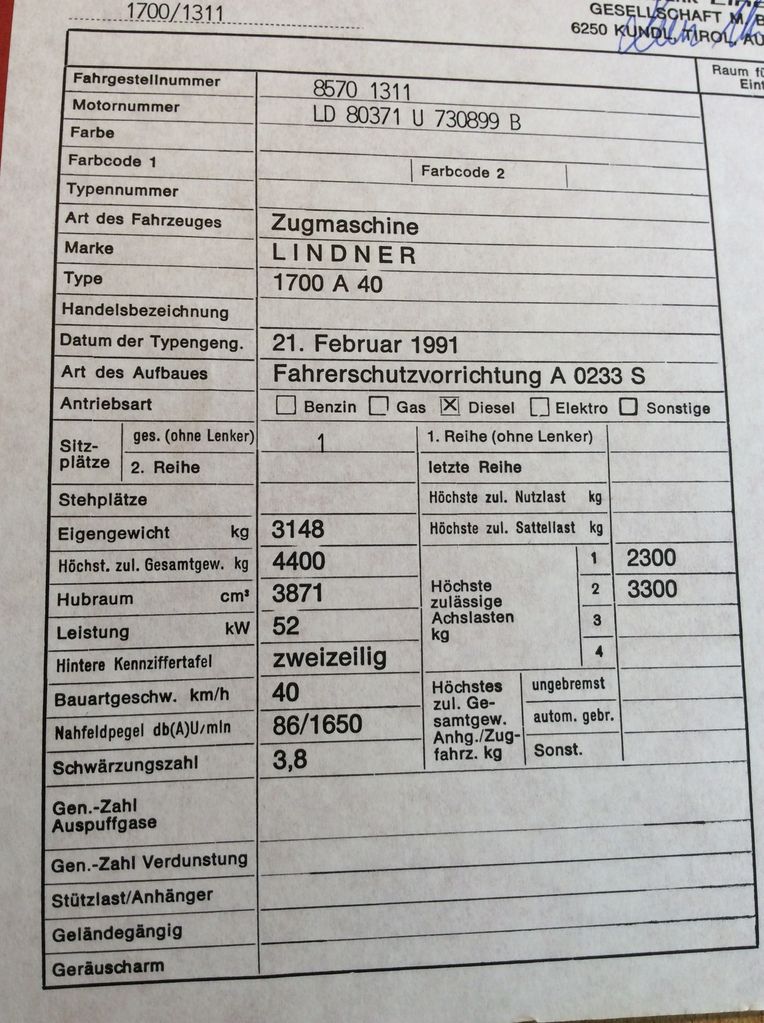 1700/1311
GESELLSCHAFT M. B
6250 KUNDL, TIROL, AU
Raum fü
Eint
Fahrgestellnummer 8570 1311
Motornummer LD 80371 U 730899 B
Farbe
Farbcode 1 Farbcode 2
Typennummer
Art des Fahrzeuges Zugmaschine
Marke LINDNER
Type 1700 A 40
Handelsbezeichnung
Datum der Typengeng. 21. Februar 1991
Art des Aufbaues Fahrerschutzvorrichtung A 0233 S
Antriebsart Benzin Gas Diesel Elektro Sonstige
Sitz-
plätze
ges. (ohne Lenker) 1 1. Reihe (ohne Lenker)
2. Reihe letzte Reihe
Stehplätze Höchste zul. Nutzlast kg
Eigengewicht kg 3148 Höchste zul. Sattellast kg
Höchst. zul. Gesamtgew. kg 4400
Hubraum cm³ 3871
Leistung kW 52
Hintere Kennziffertafel zweizeilig
Höchste
zulässige
Achslasten
kg
1 2300
2 3300
3
4
Bauartgeschw. km/h 40
Nahfeldpegel db(A)U/min 86/1650
Schwärzungszahl 3,8
Höchstes
zul. Ge-
samtgew.
Anhg./Zug-
fahrz. kg
ungebremst
autom. gebr.
Sonst.
Gen.-Zahl
Auspuffgase
Gen.-Zahl Verdunstung
Stützlast/Anhänger
Geländegängig
Geräuscharm